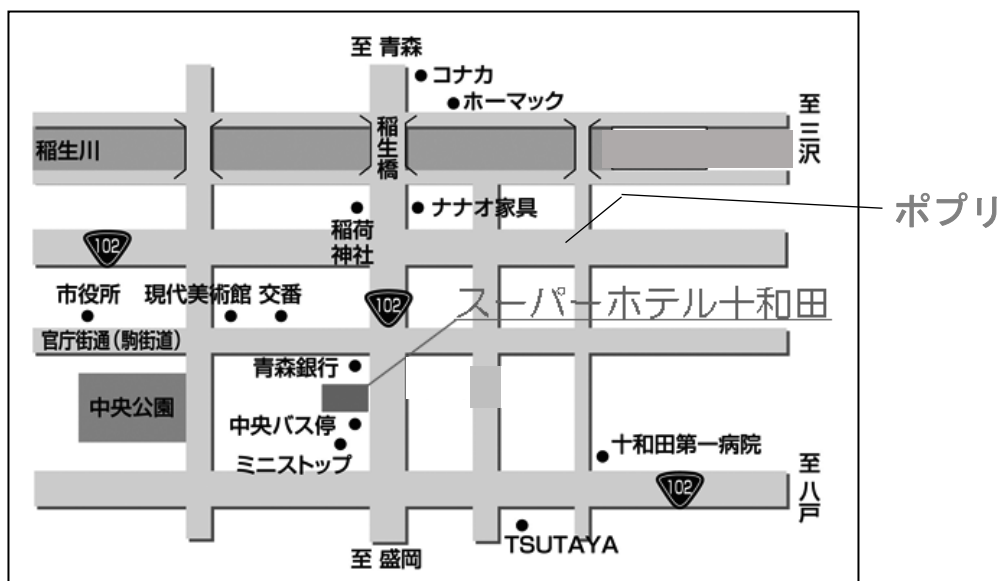 至 青森
コナカ
ホーマック
至三沢
稲生川
稲生橋
ナナオ家具
ポプリ
稲荷
神社
102
市役所
現代美術館
交番
102
スーパーホテル十和田
官庁街通(駒街道)
青森銀行
中央公園
中央バス停
ミニストップ
十和田第一病院
102
至八戸
TSUTAYA
至 盛岡